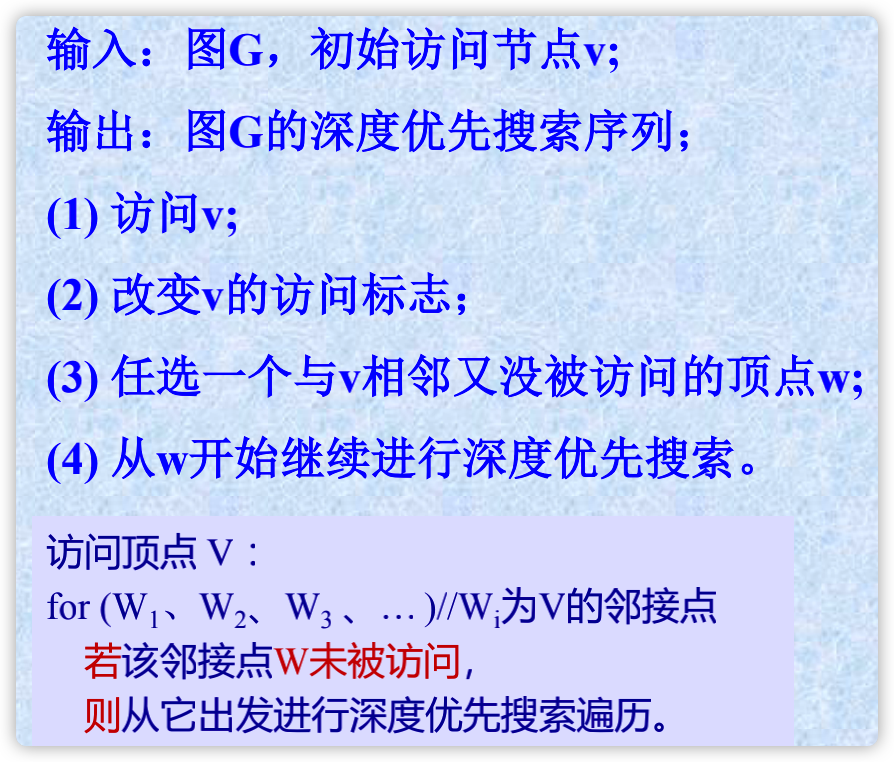 输入：图G，初始访问节点v;
输出：图G的深度优先搜索序列；
(1) 访问v;
(2) 改变v的访问标志；
(3) 任选一个与v相邻又没被访问的顶点w;
(4) 从w开始继续进行深度优先搜索。
访问顶点 V：
for (W₁、W₂、W₃、… )//Wᵢ为V的邻接点
若该邻接点W未被访问，
则从它出发进行深度优先搜索遍历。